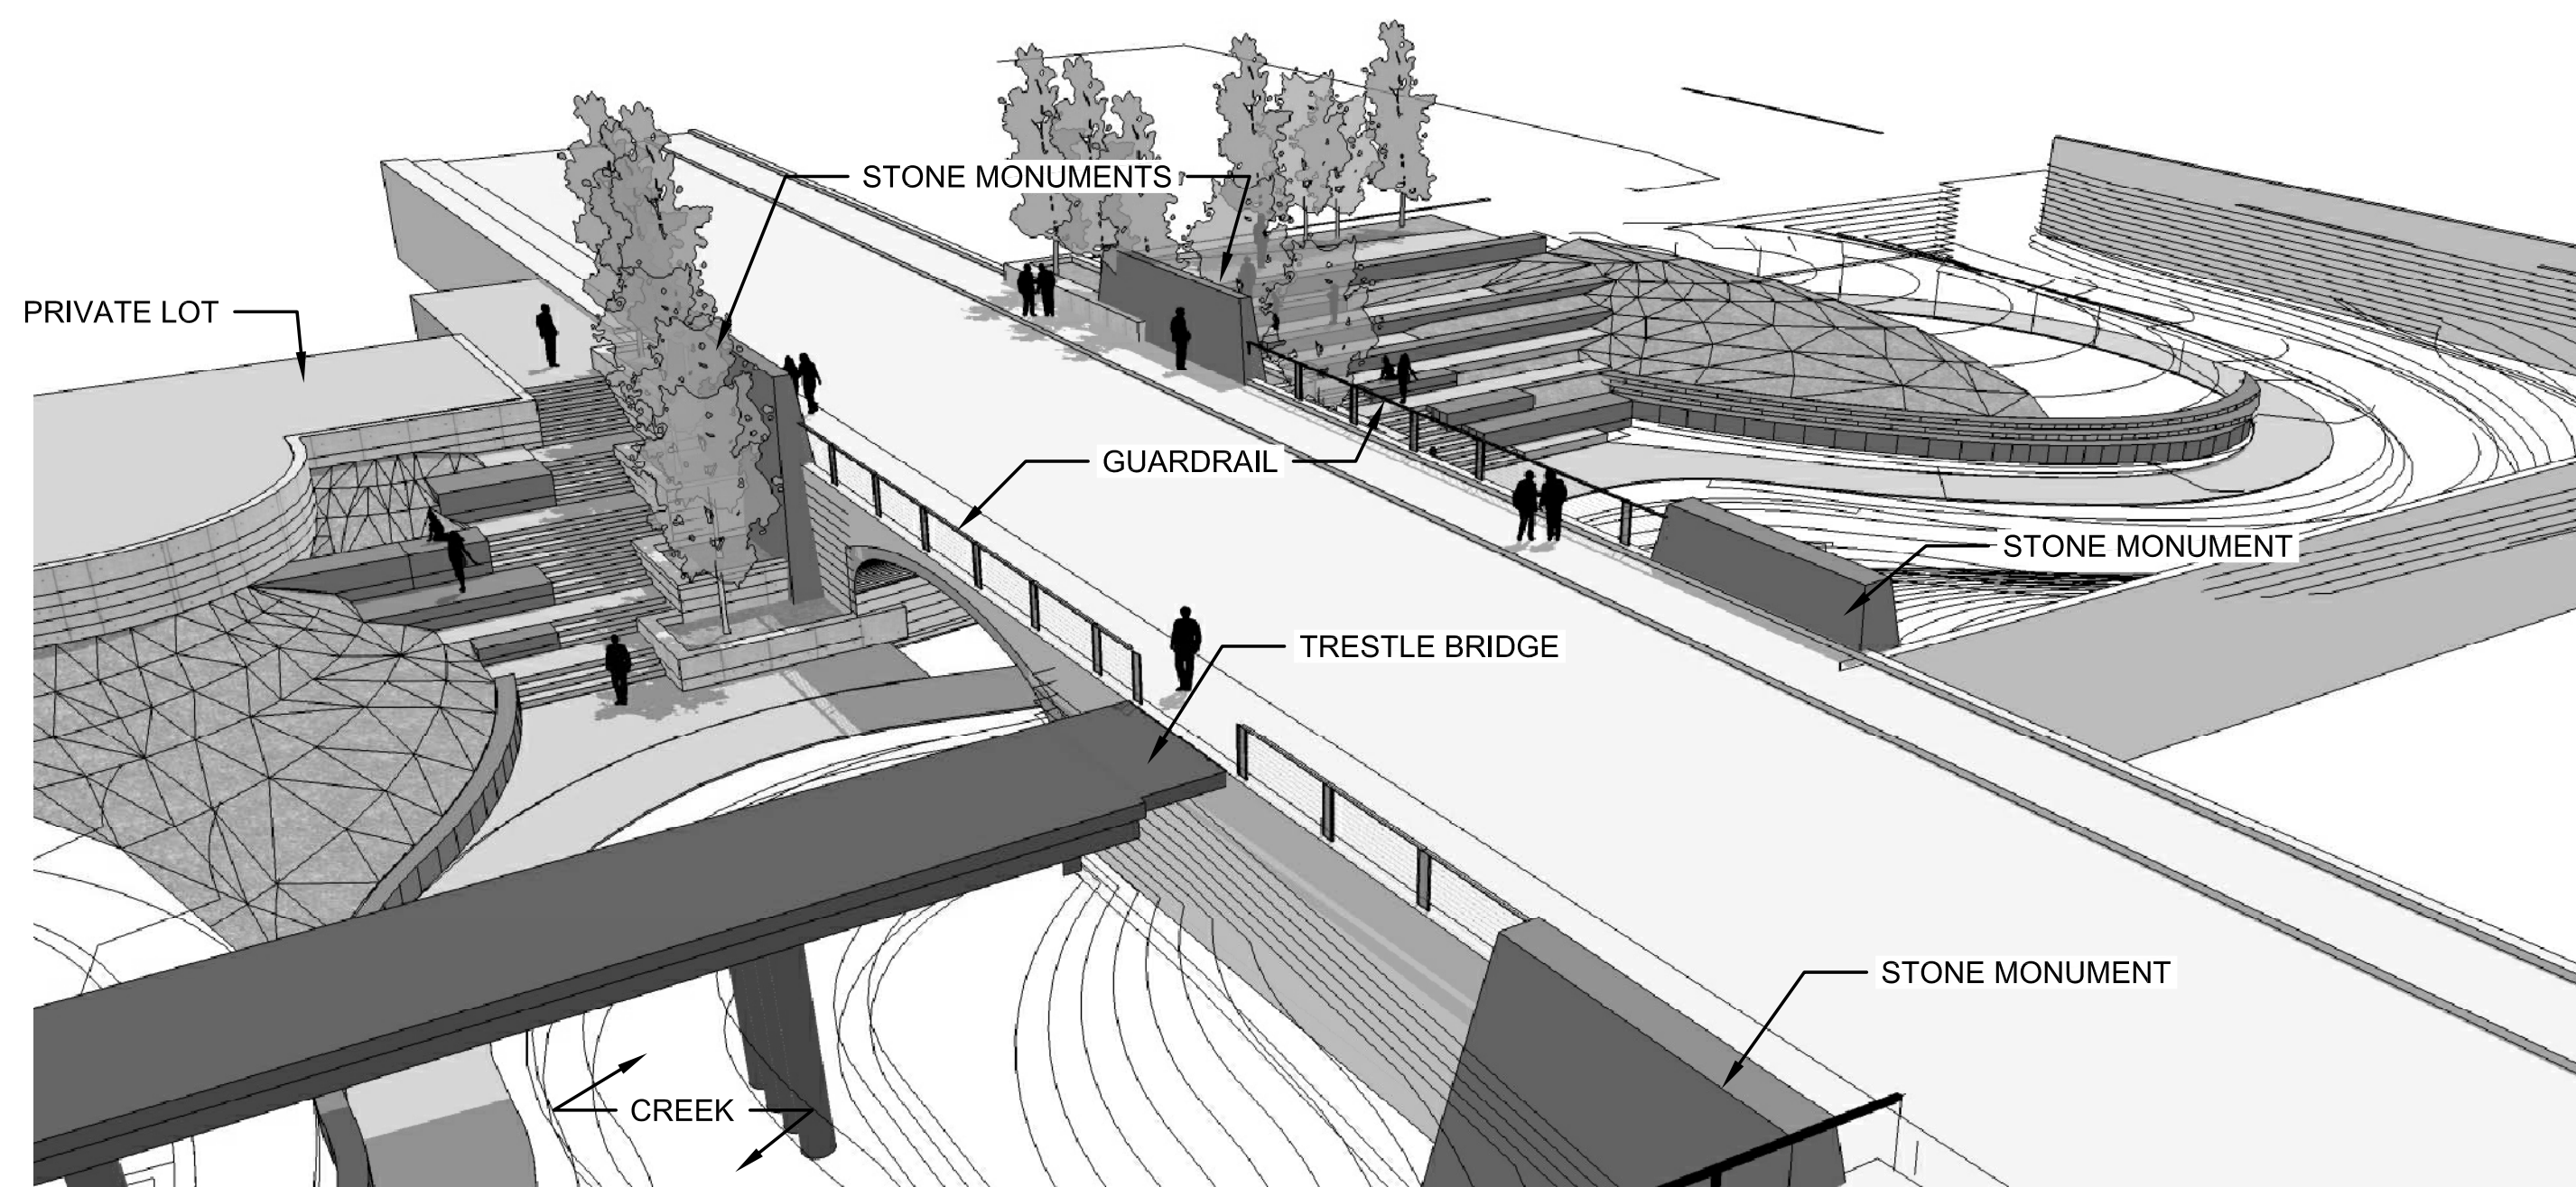 STONE MONUMENTS
PRIVATE LOT
GUARDRAIL
STONE MONUMENT
TRESTLE BRIDGE
STONE MONUMENT
CREEK